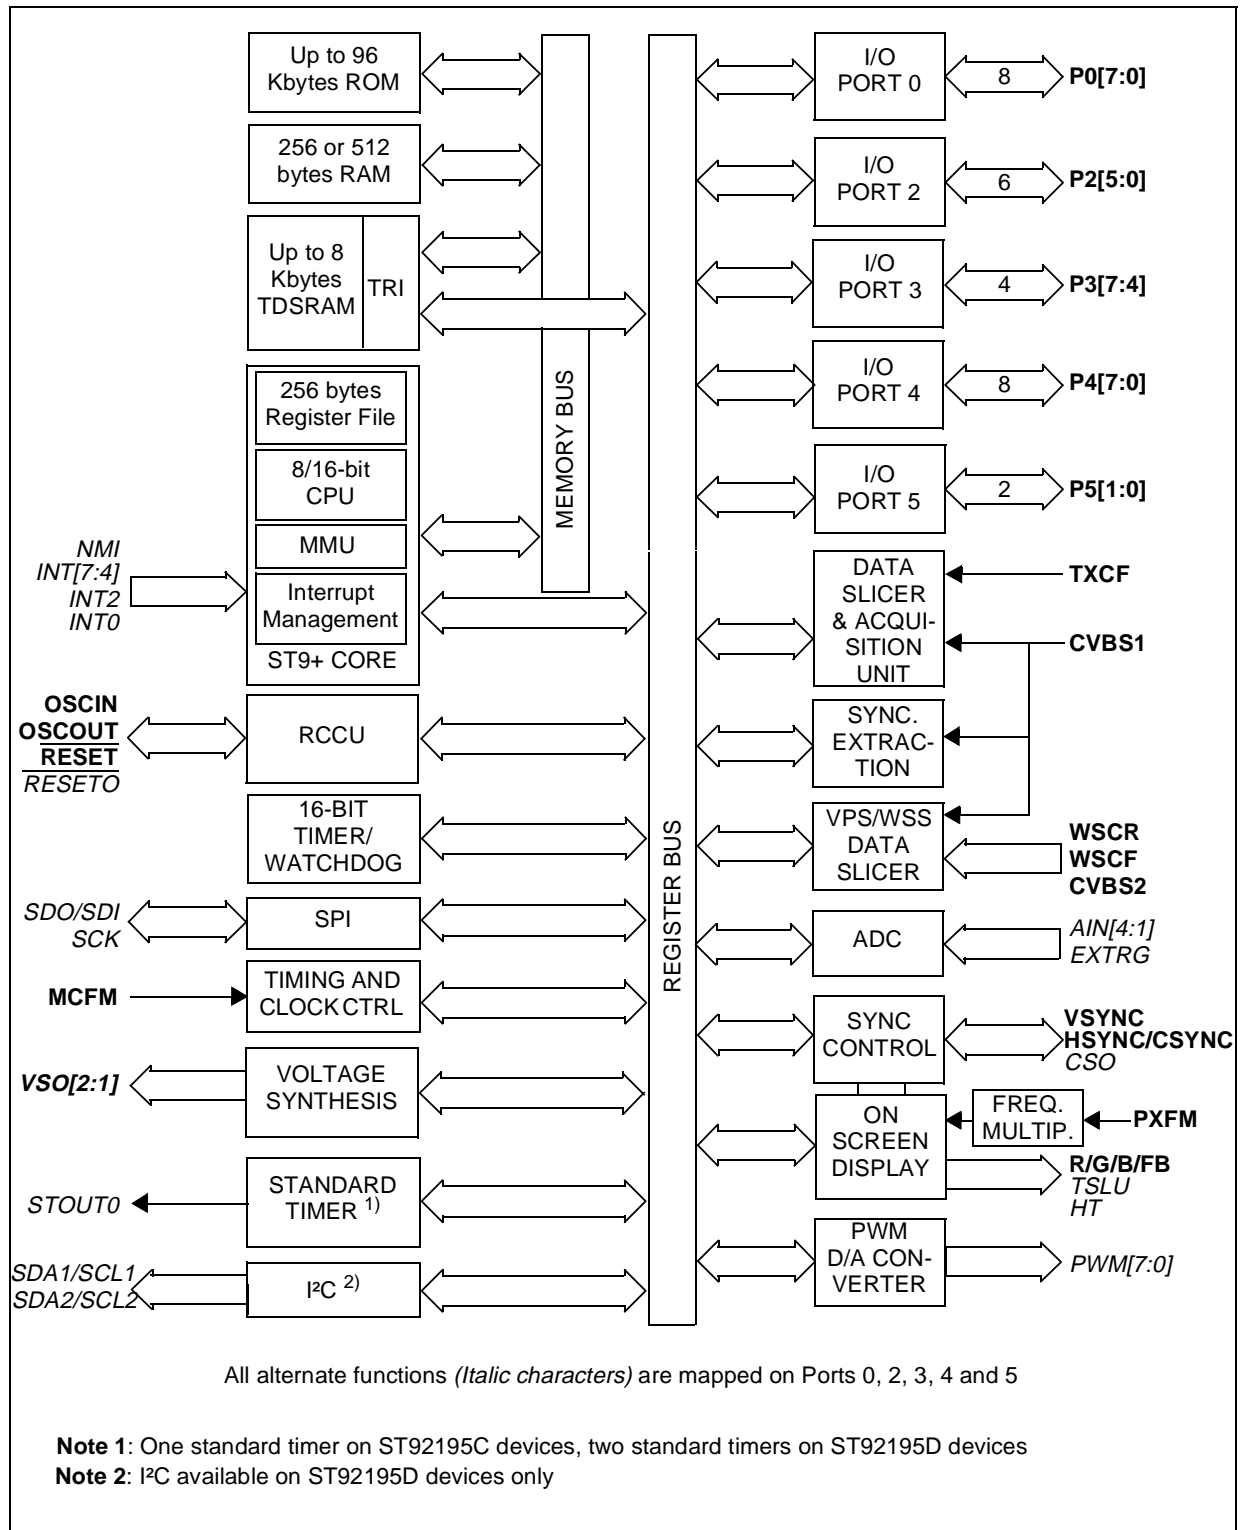 Up to 96
Kbytes ROM
256 or 512
bytes RAM
Up to 8
Kbytes
TDSRAM
TRI
256 bytes
Register File
8/16-bit
CPU
MMU
Interrupt
Management
ST9+ CORE
NMI
INT[7:4]
INT2
INT0
OSCIN
OSCOUT
RESET
RESETO
RCCU
16-BIT
TIMER/
WATCHDOG
SDO/SDI
SCK
SPI
MCFM
TIMING AND
CLOCK CTRL
VSO[2:1]
VOLTAGE
SYNTHESIS
STOUT0
STANDARD
TIMER 1)
SDA1/SCL1
SDA2/SCL2
I²C 2)
MEMORY BUS
REGISTER BUS
I/O
PORT 0
8
P0[7:0]
I/O
PORT 2
6
P2[5:0]
I/O
PORT 3
4
P3[7:4]
I/O
PORT 4
8
P4[7:0]
I/O
PORT 5
2
P5[1:0]
DATA
SLICER
& ACQUI-
SITION
UNIT
TXCF
CVBS1
SYNC.
EXTRAC-
TION
VPS/WSS
DATA
SLICER
WSCR
WSCF
CVBS2
ADC
AIN[4:1]
EXTRG
SYNC
CONTROL
VSYNC
HSYNC/CSYNC
CSO
ON
SCREEN
DISPLAY
FREQ.
MULTIP.
PXFM
R/G/B/FB
TSLU
HT
PWM
D/A CON-
VERTER
PWM[7:0]
All alternate functions (Italic characters) are mapped on Ports 0, 2, 3, 4 and 5
Note 1: One standard timer on ST92195C devices, two standard timers on ST92195D devices
Note 2: I²C available on ST92195D devices only